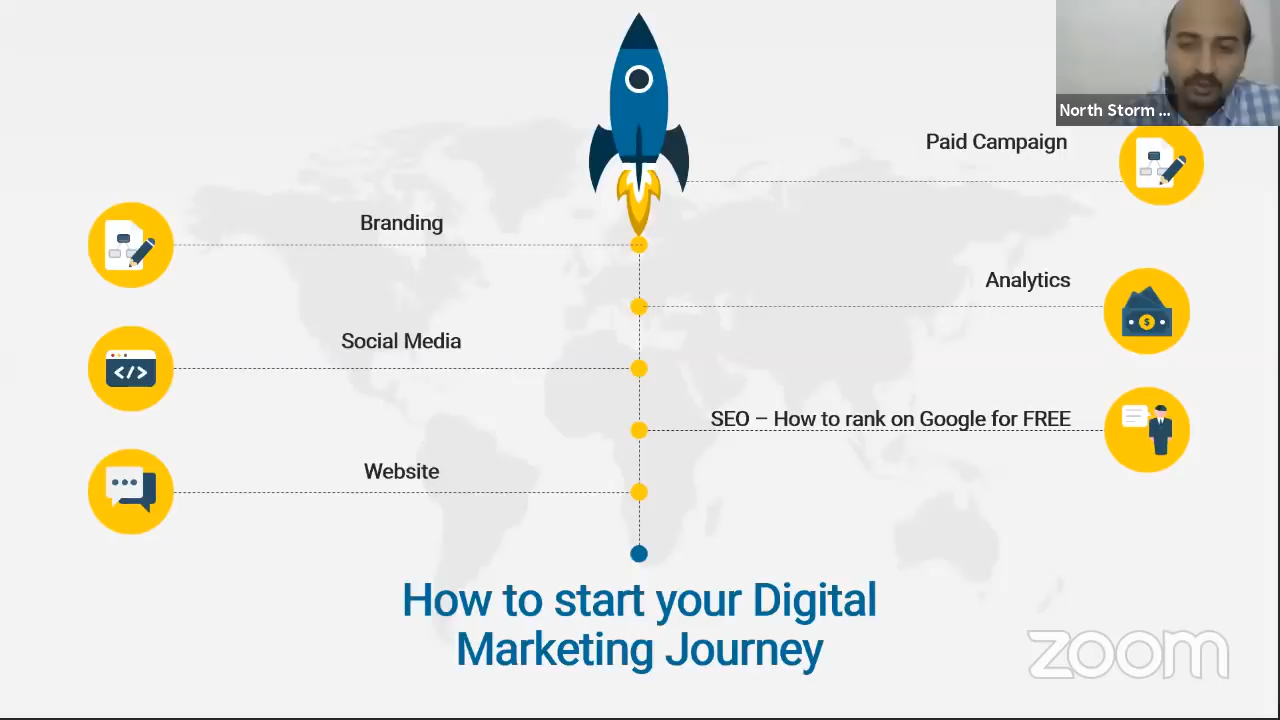 North Storm ...
Paid Campaign
Branding
Analytics
Social Media
SEO – How to rank on Google for FREE
Website
How to start your Digital
Marketing Journey
zoom